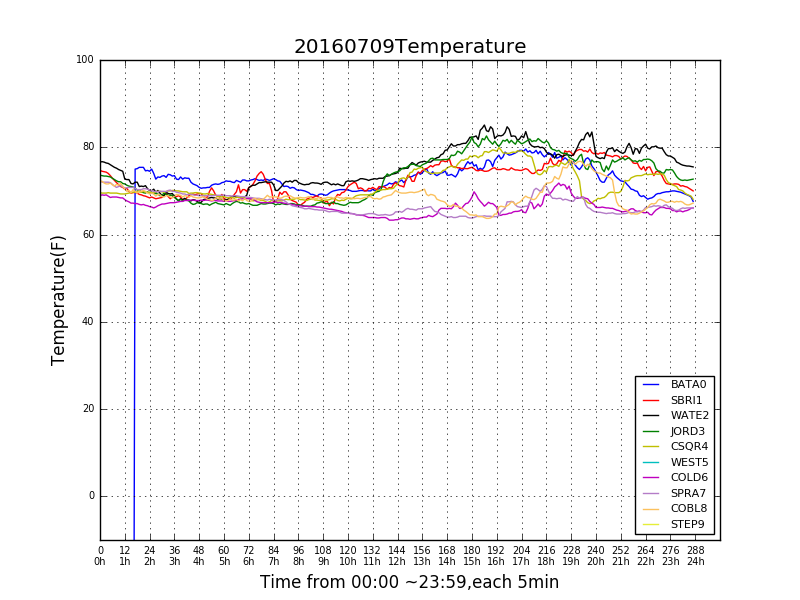 20160709Temperature
100
80
60
40
20
0
Temperature(F)
BATA0
SBRI1
WATE2
JORD3
CSQR4
WEST5
COLD6
SPRA7
COBL8
STEP9
0 12 24 36 48 60 72 84 96 108 120 132 144 156 168 180 192 204 216 228 240 252 264 276 288
0h 1h 2h 3h 4h 5h 6h 7h 8h 9h 10h 11h 12h 13h 14h 15h 16h 17h 18h 19h 20h 21h 22h 23h 24h
Time from 00:00 ~23:59,each 5min